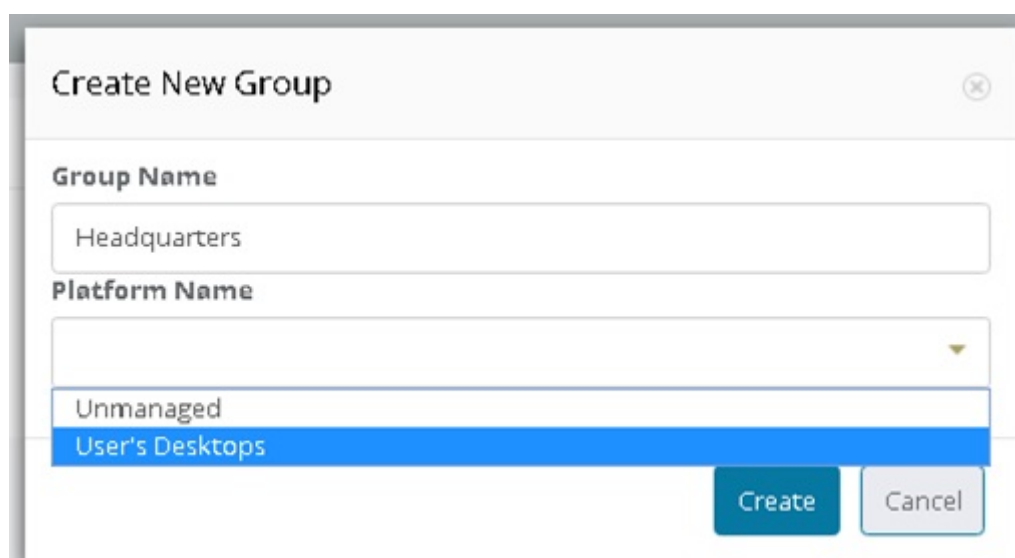 Create New Group
Group Name
Headquarters
Platform Name
Unmanaged
User's Desktops
Create
Cancel